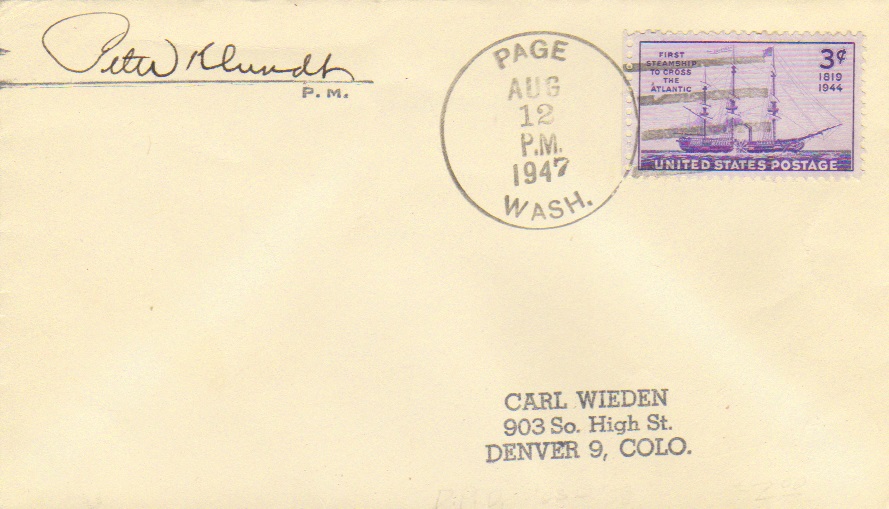 Peter Klundt
P.M.
PAGE
AUG
12
P.M.
1947
WASH.
FIRST
STEAMSHIP
TO CROSS
THE
ATLANTIC
3¢
1819
1944
UNITED STATES POSTAGE
CARL WIEDEN
903 So. High St.
DENVER 9, COLO.